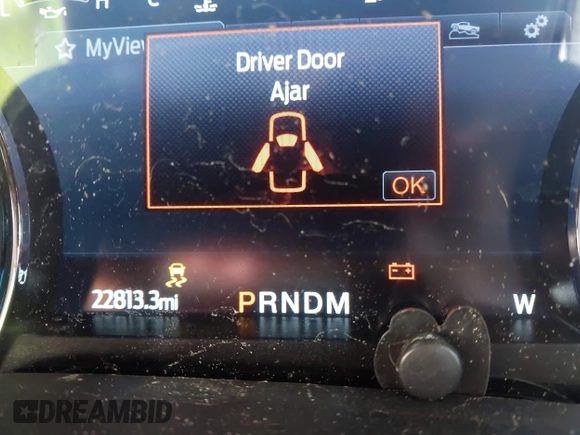 H
C
MyView
Driver Door
Ajar
OK
22813.3mi
PRNDM
W
DREAMBID